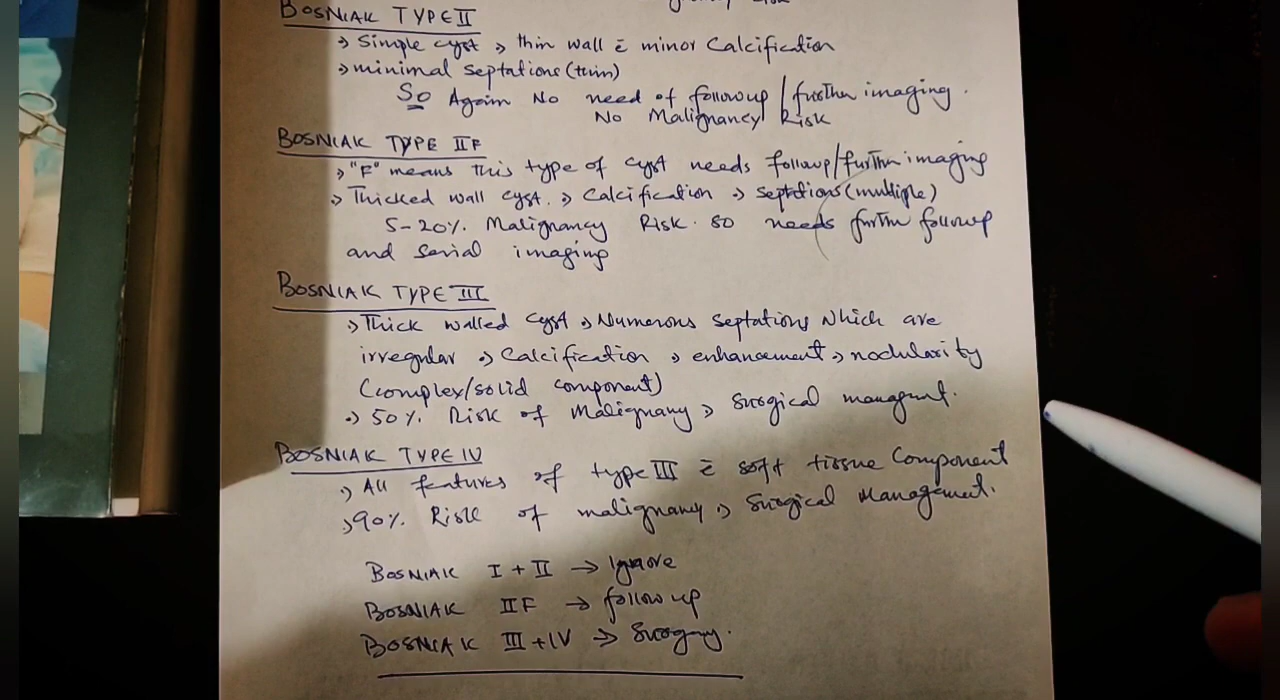 BOSNIAK TYPE II
→ Simple cyst → thin wall c̄ minor Calcification
→ minimal septations (thin)
So Again No need of followup / further imaging.
No Malignancy Risk
BOSNIAK TYPE IIF
→ "F" means this type of cyst needs followup/further imaging
→ Thicked wall cyst. → Calcification → Septations (multiple)
5-20% Malignancy Risk. so needs further followup
and serial imaging
BOSNIAK TYPE III
→ Thick walled cyst → Numerous septations which are
irregular → Calcification → enhancement → nodularity
(complex/solid component)
→ 50% Risk of Malignany → Surgical managemt.
BOSNIAK TYPE IV
→ All features of type III c̄ soft tissue Component
→ 90% Risk of malignany → Surgical Management.
BOSNIAK I + II → Ignore
BOSNIAK IIF → followup
BOSNIAK III + IV → Surgery.